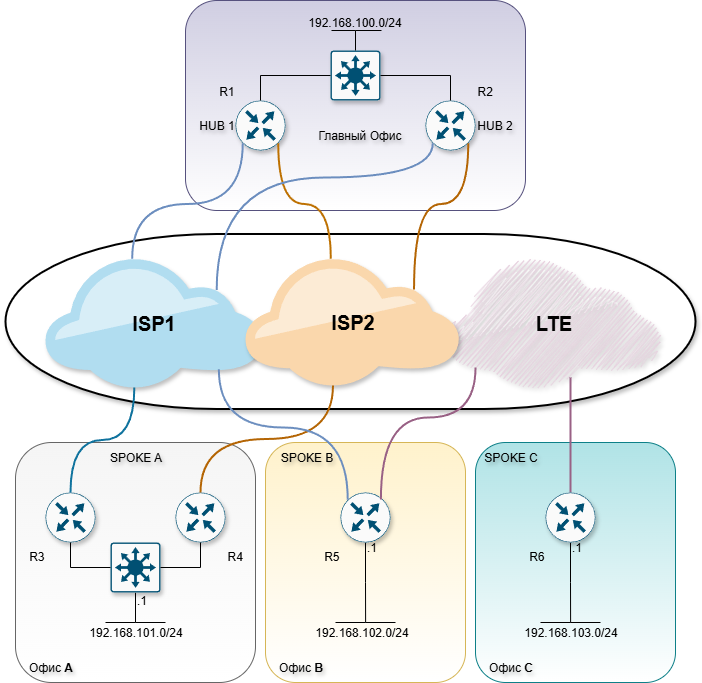 192.168.100.0/24
R1
R2
HUB 1
HUB 2
Главный Офис
ISP1
ISP2
LTE
SPOKE A
SPOKE B
SPOKE C
R3
R4
R5
R6
.1
.1
.1
192.168.101.0/24
192.168.102.0/24
192.168.103.0/24
Офис A
Офис B
Офис C